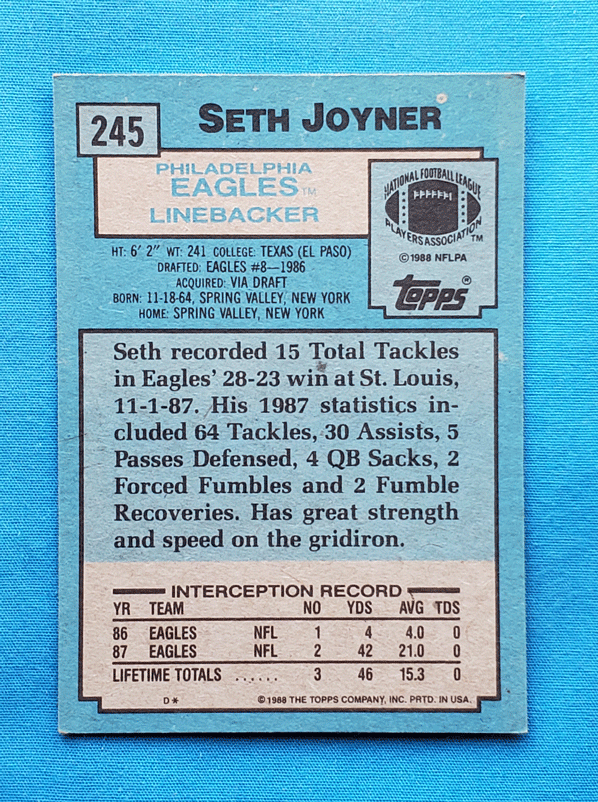 245
SETH JOYNER
PHILADELPHIA
EAGLES™
LINEBACKER
NATIONAL FOOTBALL LEAGUE
PLAYERS ASSOCIATION™
©1988 NFLPA
topps®
HT: 6' 2" WT: 241 COLLEGE: TEXAS (EL PASO)
DRAFTED: EAGLES #8—1986
ACQUIRED: VIA DRAFT
BORN: 11-18-64, SPRING VALLEY, NEW YORK
HOME: SPRING VALLEY, NEW YORK
Seth recorded 15 Total Tackles
in Eagles' 28-23 win at St. Louis,
11-1-87. His 1987 statistics in-
cluded 64 Tackles, 30 Assists, 5
Passes Defensed, 4 QB Sacks, 2
Forced Fumbles and 2 Fumble
Recoveries. Has great strength
and speed on the gridiron.
INTERCEPTION RECORD
YR TEAM NO YDS AVG TDS
86 EAGLES NFL 1 4 4.0 0
87 EAGLES NFL 2 42 21.0 0
LIFETIME TOTALS ...... 3 46 15.3 0
D* ©1988 THE TOPPS COMPANY, INC. PRTD. IN USA.